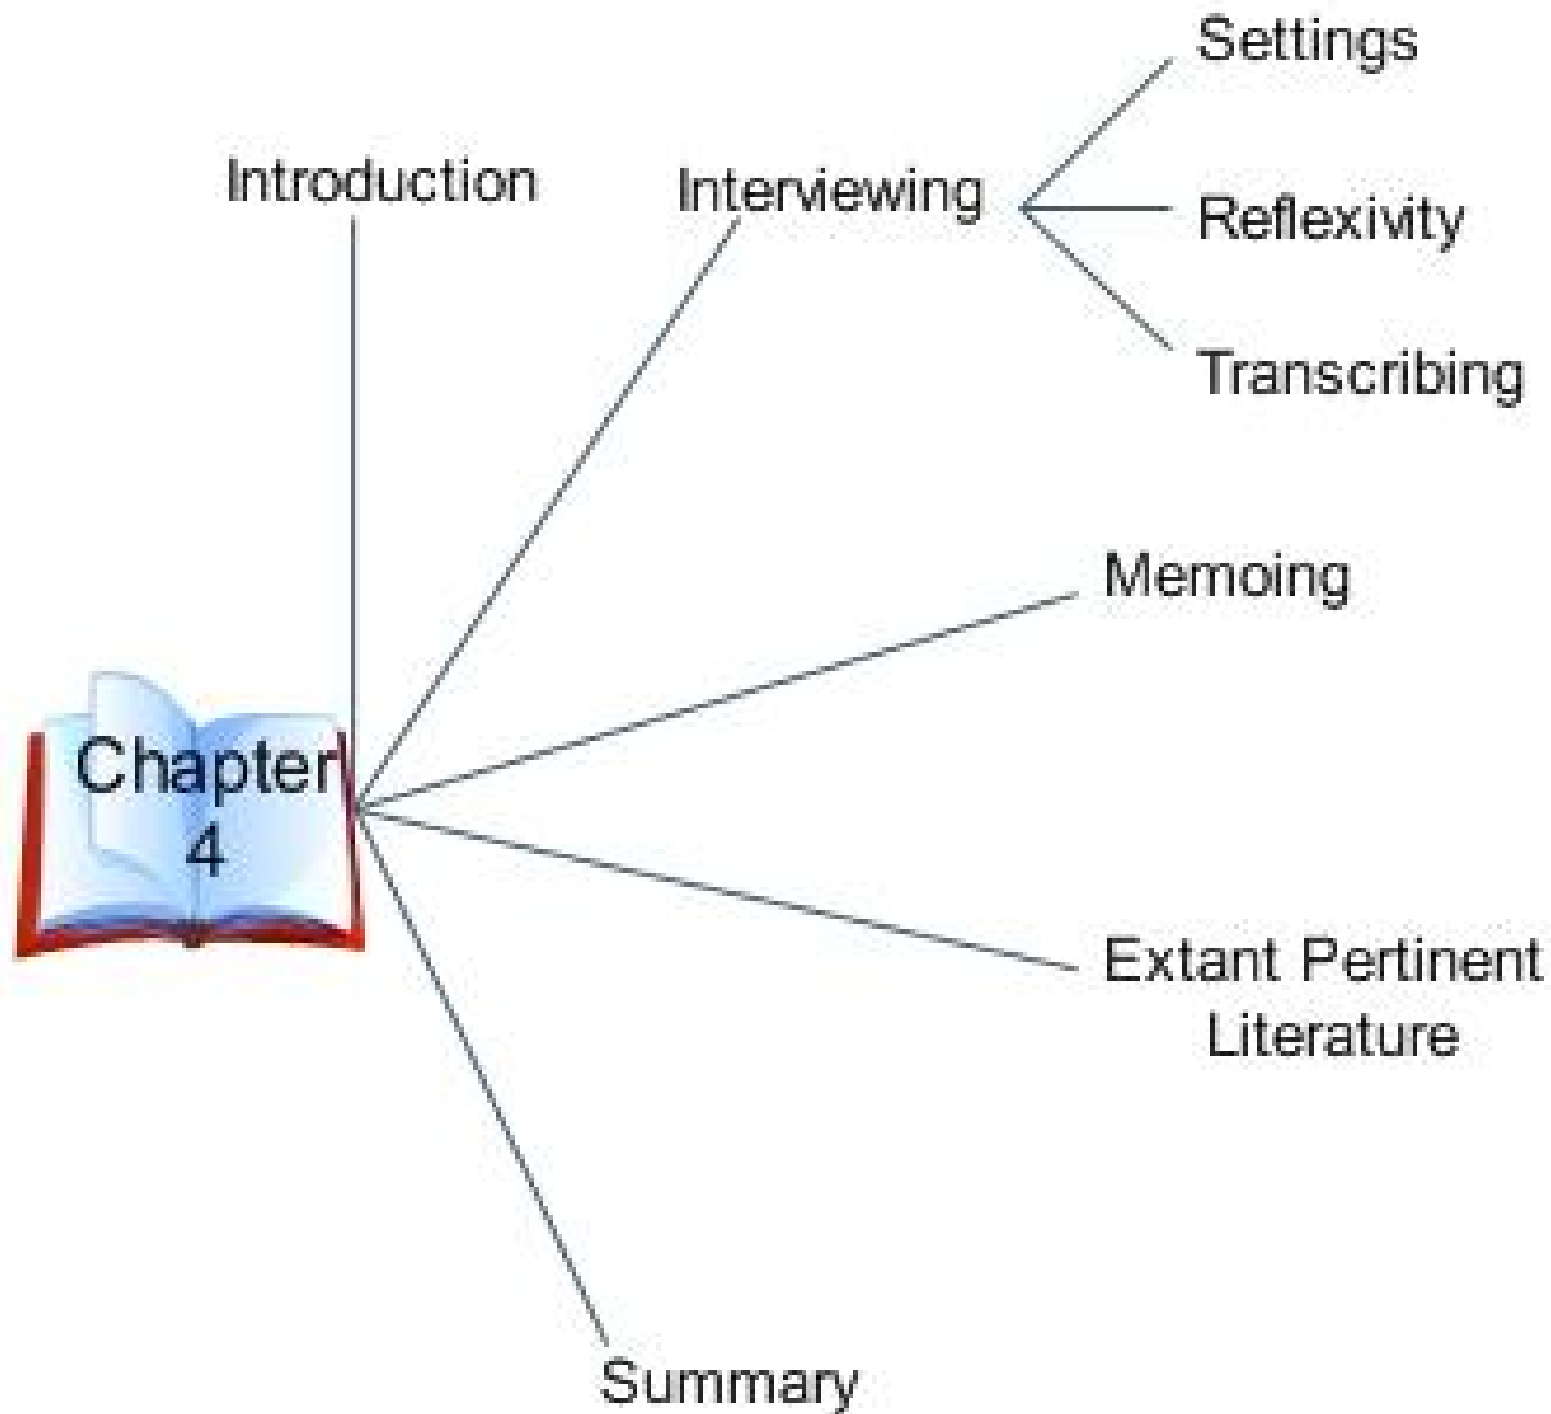 Settings
Introduction
Interviewing
Reflexivity
Transcribing
Memoing
Chapter
4
Extant Pertinent
Literature
Summary